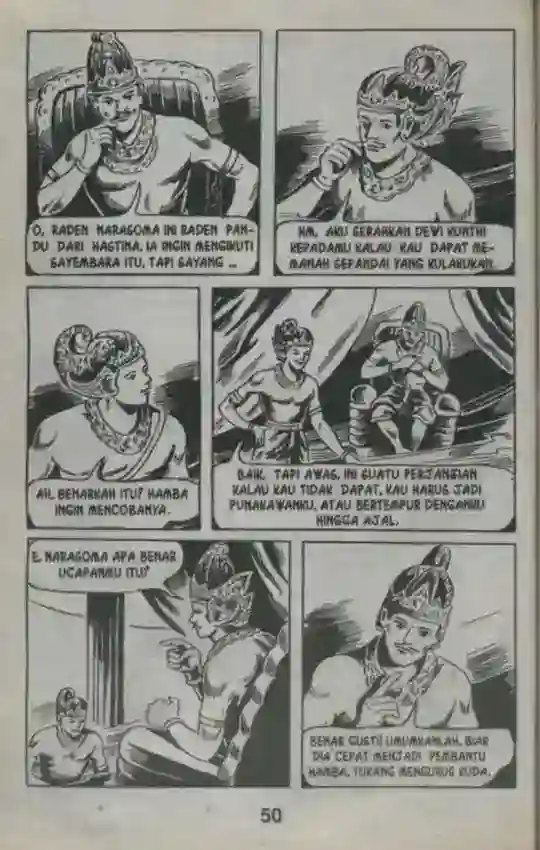 O, RADEN NARASOMA INI RADEN PAN-
DU DARI HASTINA. IA INGIN MENGIKUTI
SAYEMBARA ITU, TAPI SAYANG ...
HM, AKU SERAHKAN DEWI KUNTHI
KEPADAMU KALAU KAU DAPAT ME-
MANAH SEPANDAI YANG KULAKUKAN.
AH, BENARKAH ITU? HAMBA
INGIN MENCOBANYA.
BAIK. TAPI AWAS, INI SUATU PERJANJIAN
KALAU KAU TIDAK DAPAT, KAU HARUS JADI
PUNAKAWANKU, ATAU BERTEMPUR DENGANKU
HINGGA AJAL.
E, NARASOMA APA BENAR
UCAPANMU ITU?
BENAR GUSTI! UMUMKANLAH, BIAR
DIA CEPAT MENJADI PEMBANTU
HAMBA, TUKANG MENGURUS KUDA.
50